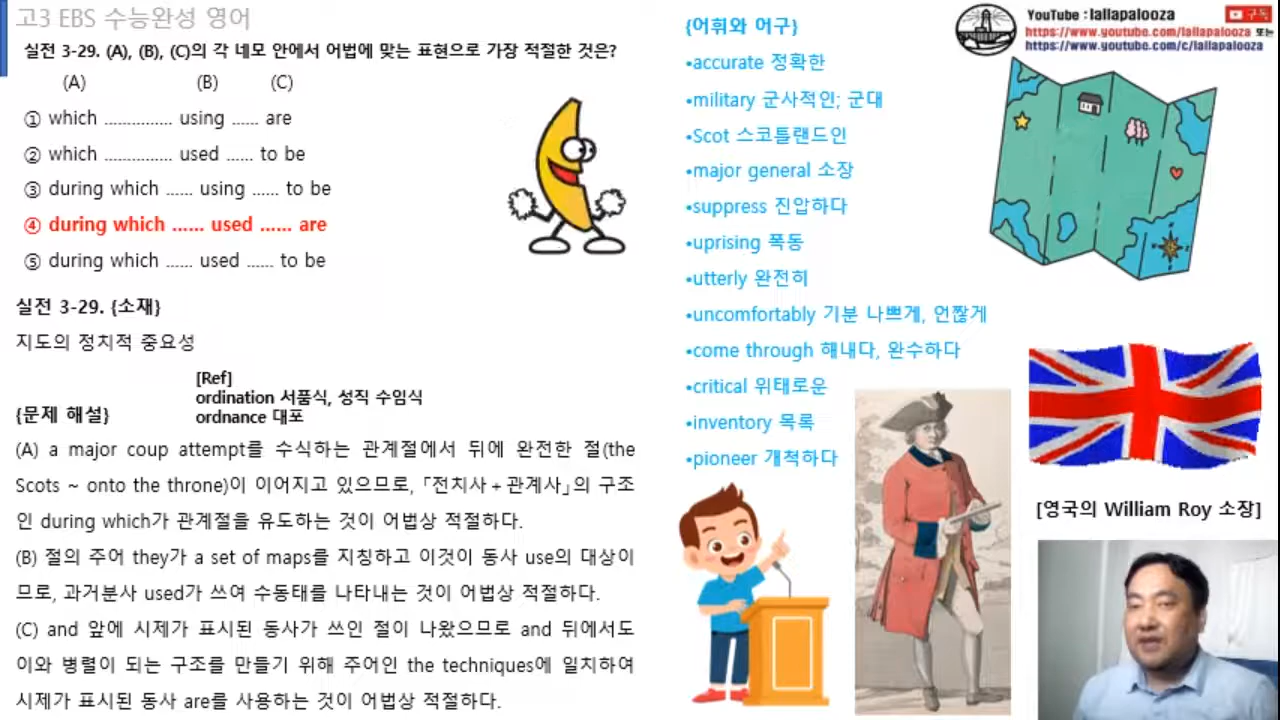 고3 EBS 수능완성 영어
실전 3-29. (A), (B), (C)의 각 네모 안에서 어법에 맞는 표현으로 가장 적절한 것은?
(A) (B) (C)
① which .............. using ...... are
② which .............. used ...... to be
③ during which ...... using ...... to be
④ during which ...... used ...... are
⑤ during which ...... used ...... to be
실전 3-29. {소재}
지도의 정치적 중요성
[Ref]
ordination 서품식, 성직 수임식
ordnance 대포
{문제 해설}
(A) a major coup attempt를 수식하는 관계절에서 뒤에 완전한 절(the
Scots ~ onto the throne)이 이어지고 있으므로, 「전치사+관계사」의 구조
인 during which가 관계절을 유도하는 것이 어법상 적절하다.
(B) 절의 주어 they가 a set of maps를 지칭하고 이것이 동사 use의 대상이
므로, 과거분사 used가 쓰여 수동태를 나타내는 것이 어법상 적절하다.
(C) and 앞에 시제가 표시된 동사가 쓰인 절이 나왔으므로 and 뒤에서도
이와 병렬이 되는 구조를 만들기 위해 주어인 the techniques에 일치하여
시제가 표시된 동사 are를 사용하는 것이 어법상 적절하다.
{어휘와 어구}
•accurate 정확한
•military 군사적인; 군대
•Scot 스코틀랜드인
•major general 소장
•suppress 진압하다
•uprising 폭동
•utterly 완전히
•uncomfortably 기분 나쁘게, 언짢게
•come through 해내다, 완수하다
•critical 위태로운
•inventory 목록
•pioneer 개척하다
YouTube : lallapalooza
구독
https://www.youtube.com/lallapalooza 또는
https://www.youtube.com/c/lallapalooza
[영국의 William Roy 소장]